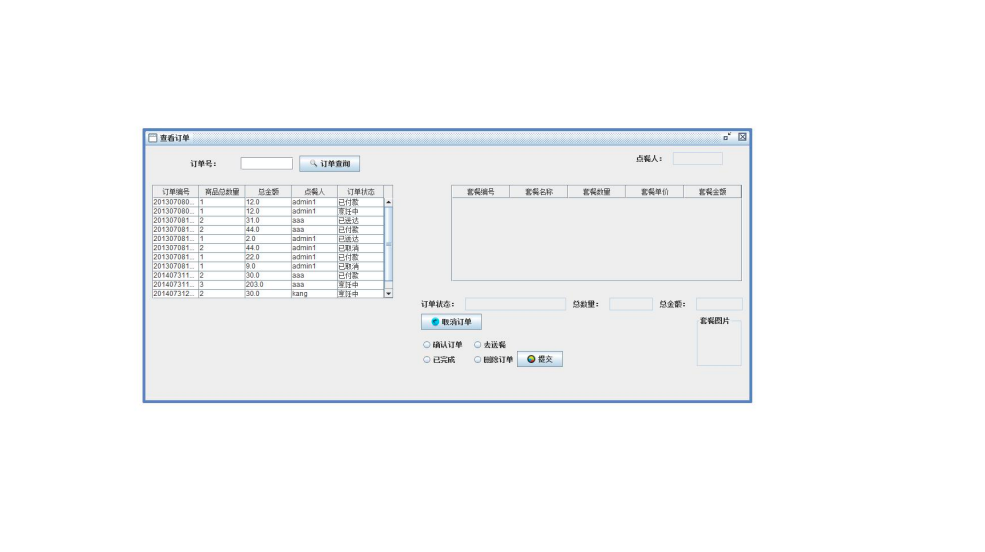 查看订单
订单号： 订单查询 点餐人：
订单编号 商品总数量 总金额 点餐人 订单状态 套餐编号 套餐名称 套餐数量 套餐单价 套餐金额
201307080... 1 12.0 admin1 已付款
201307080... 1 12.0 admin1 烹饪中
201307081... 2 31.0 aaa 已送达
201307081... 2 44.0 aaa 已付款
201307081... 1 2.0 admin1 已送达
201307081... 2 44.0 admin1 已取消
201307081... 1 22.0 admin1 已付款
201307081... 1 9.0 admin1 已取消
201407311... 2 30.0 aaa 已付款
201407311... 3 203.0 aaa 烹饪中
201407312... 2 30.0 kang 烹饪中
订单状态： 总数量： 总金额：
取消订单 套餐图片
确认订单 去送餐
已完成 删除订单 提交